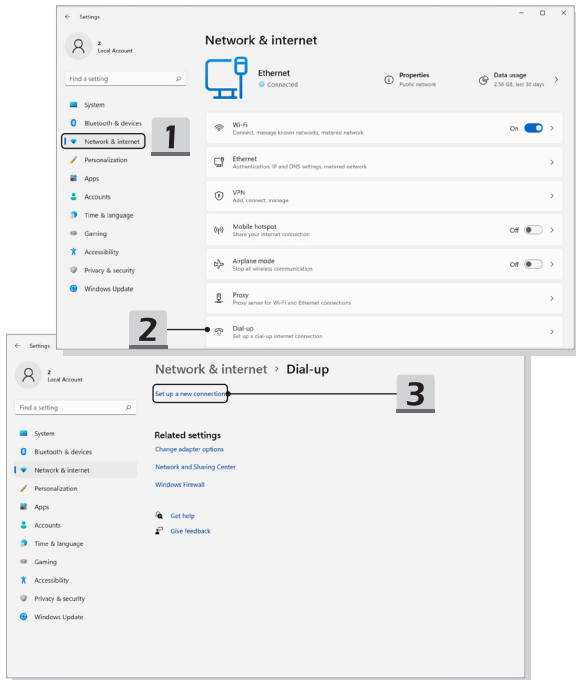 Settings
z
Local Account
Find a setting
System
Bluetooth & devices
Network & internet
Personalization
Apps
Accounts
Time & language
Gaming
Accessibility
Privacy & security
Windows Update
1
Network & internet
Ethernet
Connected
Properties
Public network
Data usage
2.58 GB, last 30 days
Wi-Fi
Connect, manage known networks, metered network
On
Ethernet
Authentication, IP and DNS settings, metered network
VPN
Add, connect, manage
Mobile hotspot
Share your internet connection
Off
Airplane mode
Stop all wireless communication
Off
Proxy
Proxy server for Wi-Fi and Ethernet connections
2
Dial-up
Set up a dial-up internet connection
Settings
z
Local Account
Find a setting
System
Bluetooth & devices
Network & internet
Personalization
Apps
Accounts
Time & language
Gaming
Accessibility
Privacy & security
Windows Update
Network & internet > Dial-up
Set up a new connection
3
Related settings
Change adapter options
Network and Sharing Center
Windows Firewall
Get help
Give feedback